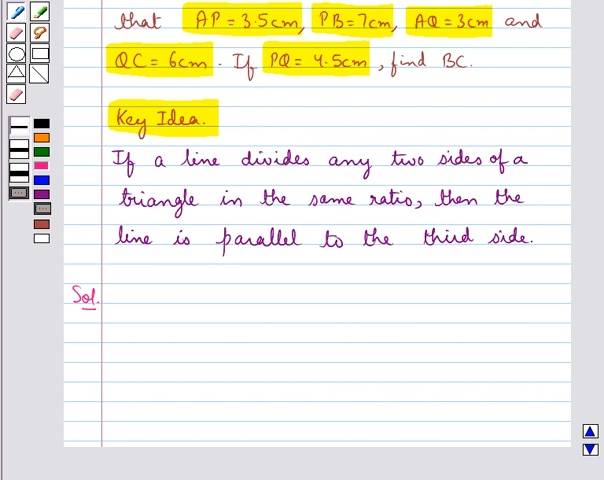 that AP = 3.5cm, PB = 7cm, AQ = 3cm and
QC = 6cm. If PQ = 4.5cm, find BC.
Key Idea.
If a line divides any two sides of a
triangle in the same ratio, then the
line is parallel to the third side.
Sol.